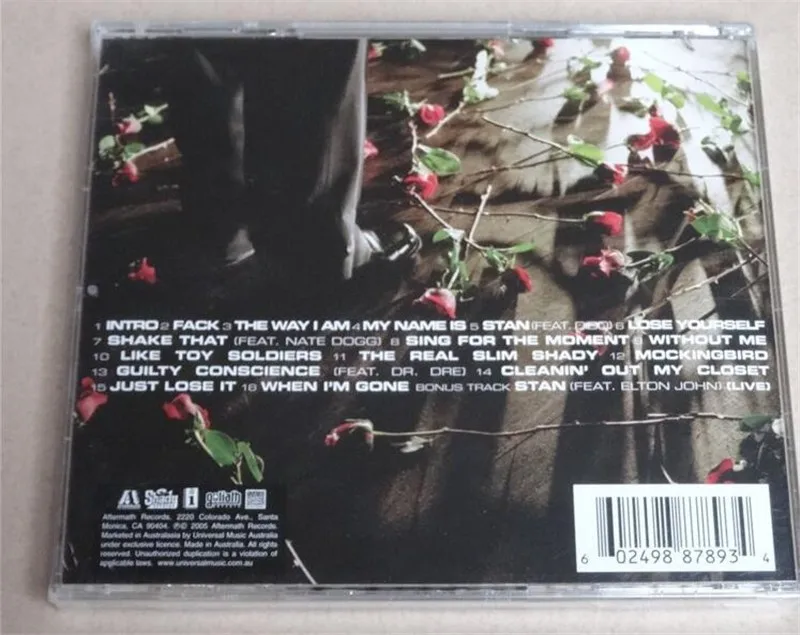 1 INTRO 2 FACK 3 THE WAY I AM 4 MY NAME IS 5 STAN (FEAT. DIDO) 6 LOSE YOURSELF
7 SHAKE THAT (FEAT. NATE DOGG) 8 SING FOR THE MOMENT 9 WITHOUT ME
10 LIKE TOY SOLDIERS 11 THE REAL SLIM SHADY 12 MOCKINGBIRD
13 GUILTY CONSCIENCE (FEAT. DR. DRE) 14 CLEANIN' OUT MY CLOSET
15 JUST LOSE IT 16 WHEN I'M GONE BONUS TRACK STAN (FEAT. ELTON JOHN) (LIVE)
Shady goliath
Aftermath Records, 2220 Colorado Ave., Santa
Monica, CA 90404. ℗© 2005 Aftermath Records.
Marketed in Australasia by Universal Music Australia
under exclusive licence. Made in Australia. All rights
reserved. Unauthorized duplication is a violation of
applicable laws. www.universalmusic.com.au
6 02498 87893 4